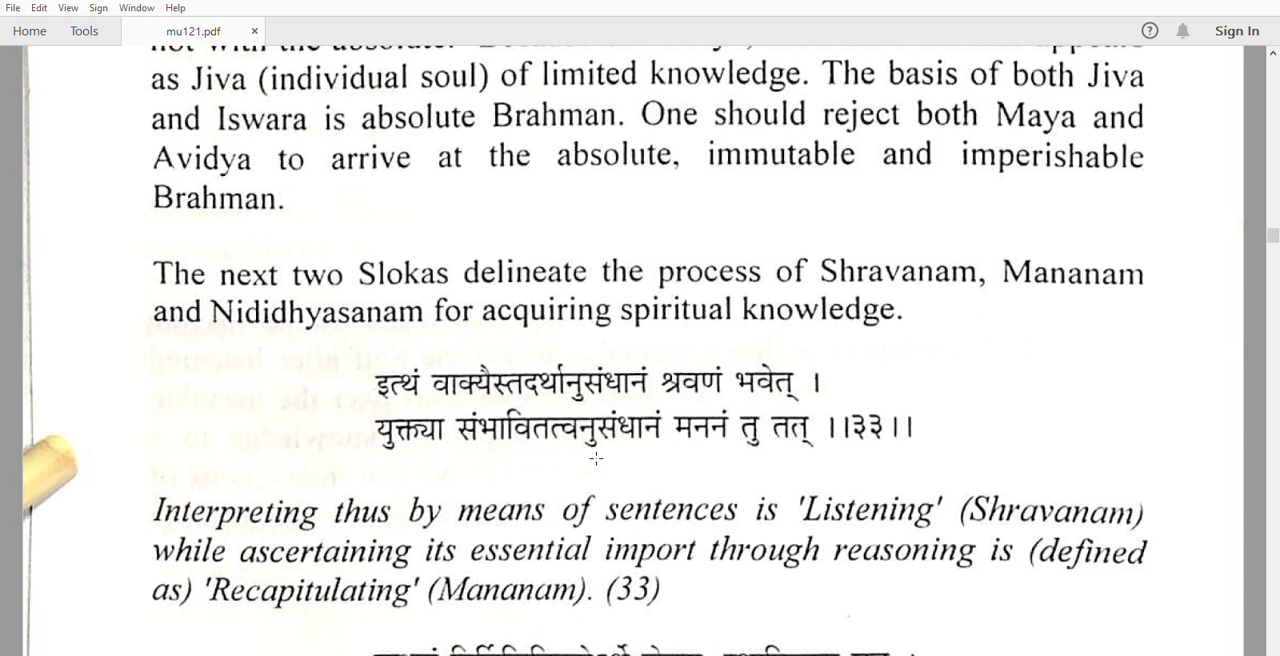 File Edit View Sign Window Help
Home Tools mu121.pdf × ? Sign In
as Jiva (individual soul) of limited knowledge. The basis of both Jiva
and Iswara is absolute Brahman. One should reject both Maya and
Avidya to arrive at the absolute, immutable and imperishable
Brahman.
The next two Slokas delineate the process of Shravanam, Mananam
and Nididhyasanam for acquiring spiritual knowledge.
इत्थं वाक्यैस्तदर्थानुसंधानं श्रवणं भवेत् ।
युक्त्या संभावितत्वनुसंधानं मननं तु तत् ।।३३।।
Interpreting thus by means of sentences is 'Listening' (Shravanam)
while ascertaining its essential import through reasoning is (defined
as) 'Recapitulating' (Mananam). (33)